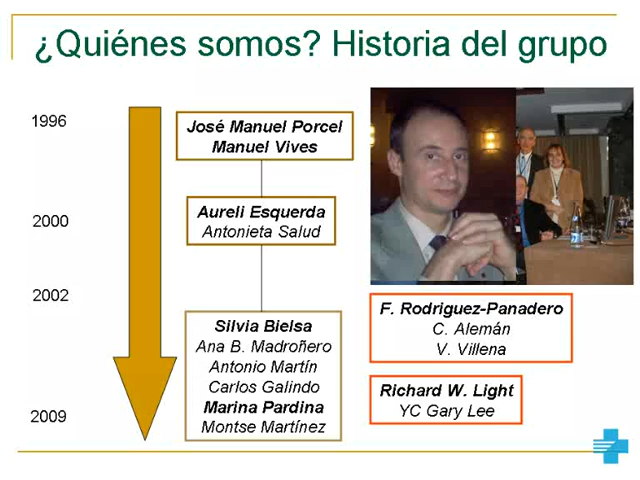 ¿Quiénes somos? Historia del grupo
1996
José Manuel Porcel
Manuel Vives
2000
Aureli Esquerda
Antonieta Salud
2002
Silvia Bielsa
Ana B. Madroñero
Antonio Martín
Carlos Galindo
Marina Pardina
Montse Martínez
2009
F. Rodriguez-Panadero
C. Alemán
V. Villena
Richard W. Light
YC Gary Lee